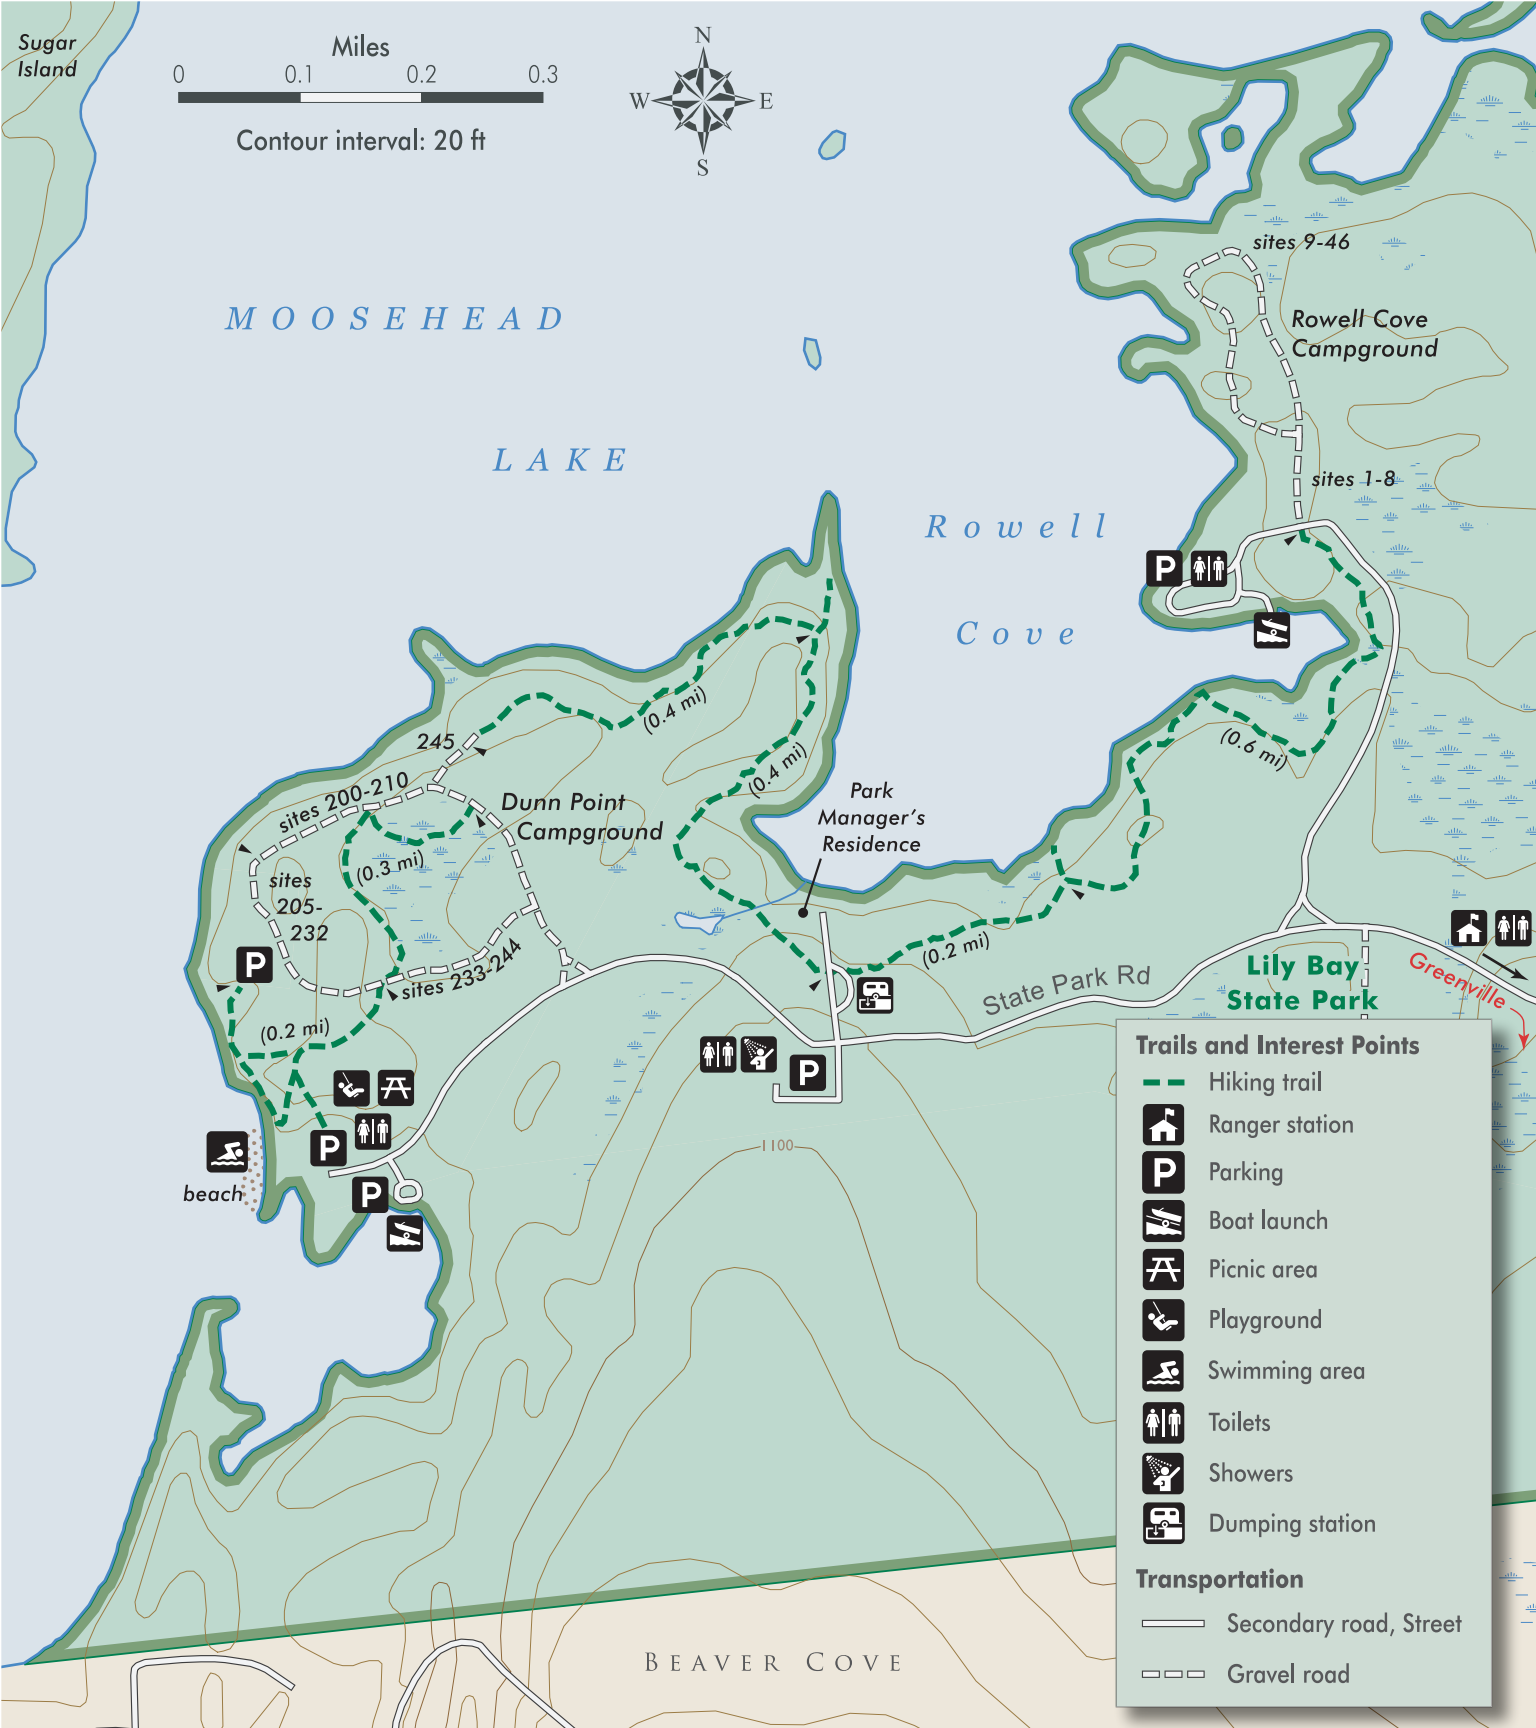 Sugar
Island
Miles
0 0.1 0.2 0.3
Contour interval: 20 ft
N
W E
S
MOOSEHEAD
LAKE
Rowell
Cove
sites 9-46
Rowell Cove
Campground
sites 1-8
P
(0.4 mi)
(0.4 mi)
(0.6 mi)
245
sites 200-210
Dunn Point
Campground
Park
Manager's
Residence
(0.3 mi)
sites
205-
232
P
sites 233-244
(0.2 mi)
(0.2 mi)
State Park Rd
Lily Bay
State Park
Greenville
P
P
P
beach
1100
BEAVER COVE
Trails and Interest Points
Hiking trail
Ranger station
P Parking
Boat launch
Picnic area
Playground
Swimming area
Toilets
Showers
Dumping station
Transportation
Secondary road, Street
Gravel road